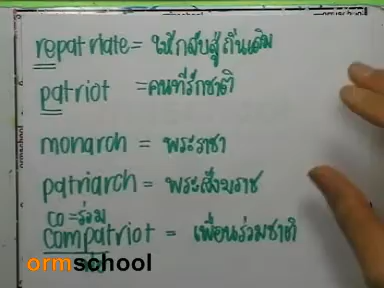 repatriate = ให้กลับสู่ถิ่นเดิม
patriot = คนที่รักชาติ
monarch = พระราชา
patriarch = พระสังฆราช
co = ร่วม
compatriot = เพื่อนร่วมชาติ
ormschool